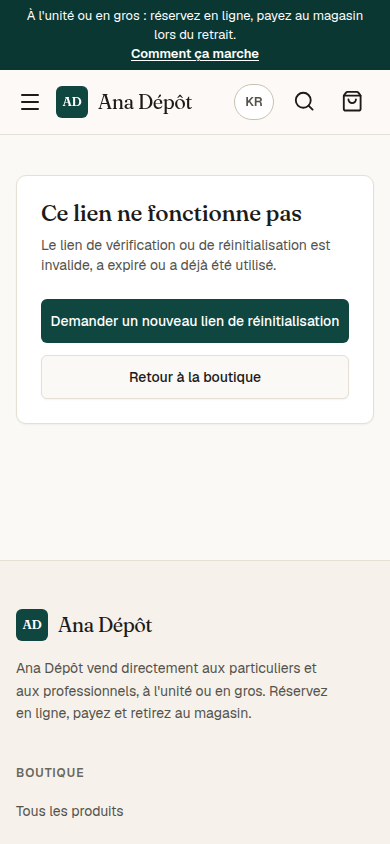 À l'unité ou en gros : réservez en ligne, payez au magasin
lors du retrait.
Comment ça marche
AD Ana Dépôt KR
Ce lien ne fonctionne pas
Le lien de vérification ou de réinitialisation est
invalide, a expiré ou a déjà été utilisé.
Demander un nouveau lien de réinitialisation
Retour à la boutique
AD Ana Dépôt
Ana Dépôt vend directement aux particuliers et
aux professionnels, à l'unité ou en gros. Réservez
en ligne, payez et retirez au magasin.
BOUTIQUE
Tous les produits